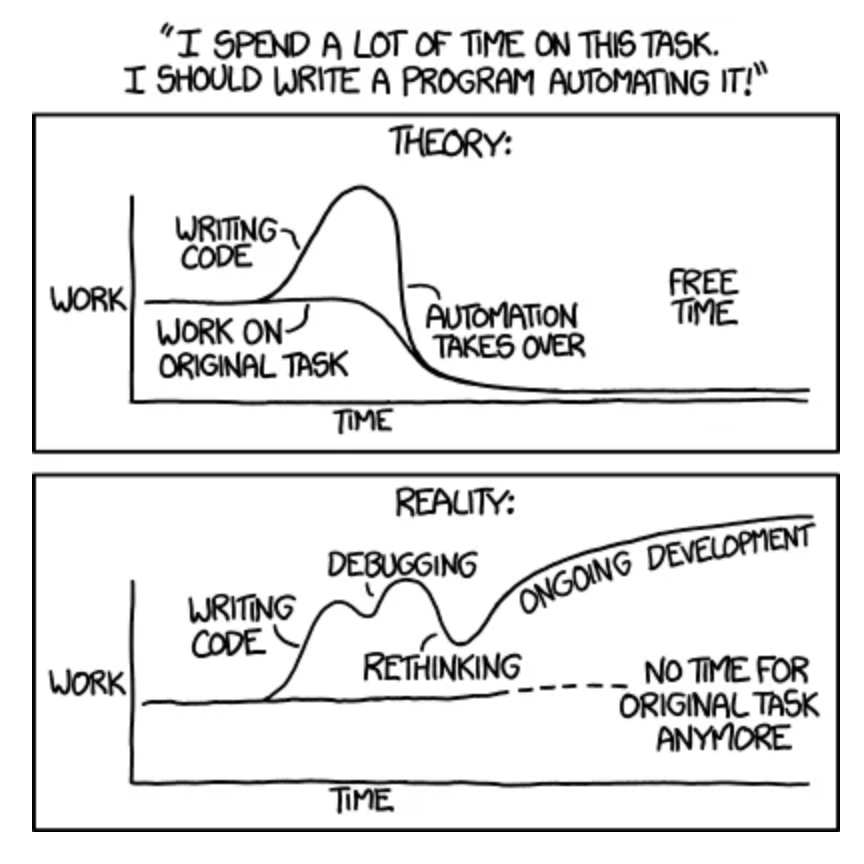 "I SPEND A LOT OF TIME ON THIS TASK.
I SHOULD WRITE A PROGRAM AUTOMATING IT!"
THEORY:
WRITING
CODE
WORK
WORK ON
ORIGINAL TASK
AUTOMATION
TAKES OVER
FREE
TIME
TIME
REALITY:
DEBUGGING
WRITING
CODE
RETHINKING
ONGOING DEVELOPMENT
WORK
NO TIME FOR
ORIGINAL TASK
ANYMORE
TIME